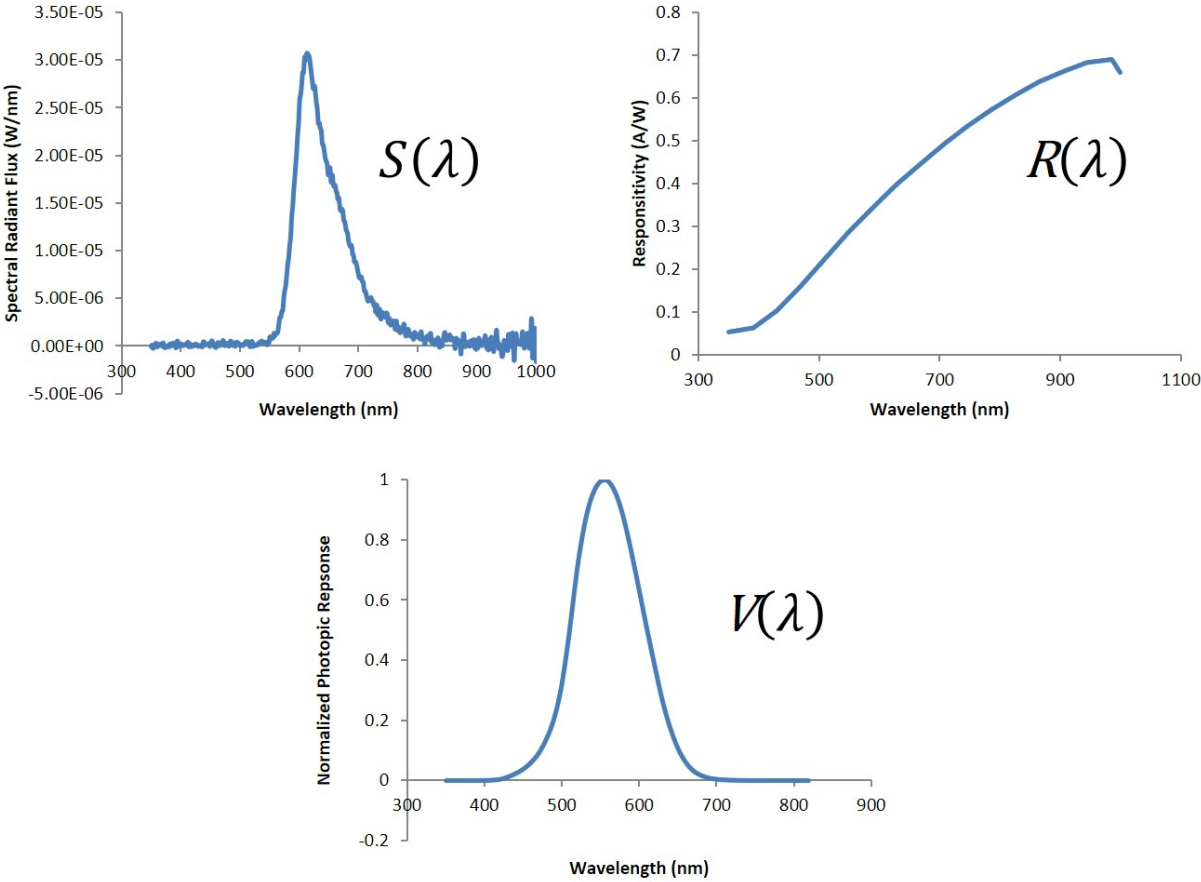 3.50E-05
3.00E-05
2.50E-05
2.00E-05
1.50E-05
1.00E-05
5.00E-06
0.00E+00
-5.00E-06
300 400 500 600 700 800 900 1000
Spectral Radiant Flux (W/nm)
Wavelength (nm)
S(λ)
0.8
0.7
0.6
0.5
0.4
0.3
0.2
0.1
0
300 500 700 900 1100
Responsitivity (A/W)
Wavelength (nm)
R(λ)
1
0.8
0.6
0.4
0.2
0
-0.2
300 400 500 600 700 800 900
Normalized Photopic Repsonse
Wavelength (nm)
V(λ)